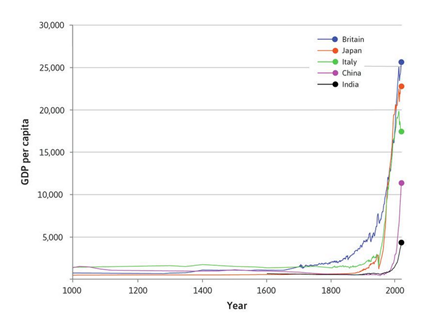 30,000
25,000
20,000
15,000
10,000
5,000
GDP per capita
Britain
Japan
Italy
China
India
1000
1200
1400
1600
1800
2000
Year